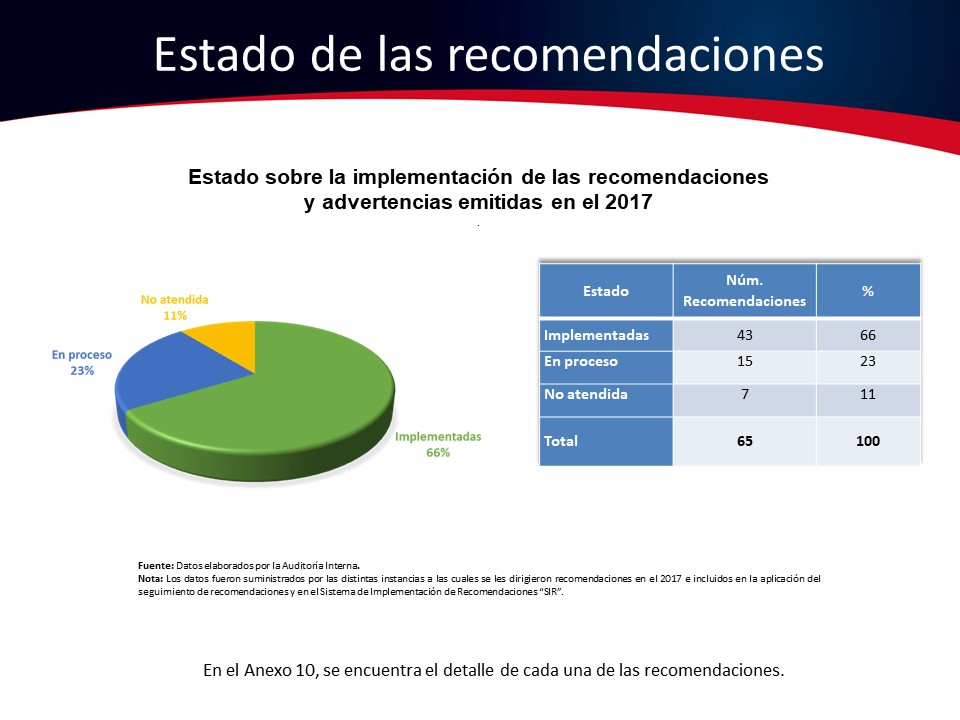 Estado de las recomendaciones
Estado sobre la implementación de las recomendaciones
y advertencias emitidas en el 2017
.
No atendida
11%
En proceso
23%
Implementadas
66%
Estado Núm. Recomendaciones %
Implementadas 43 66
En proceso 15 23
No atendida 7 11
Total 65 100
Fuente: Datos elaborados por la Auditoría Interna.
Nota: Los datos fueron suministrados por las distintas instancias a las cuales se les dirigieron recomendaciones en el 2017 e incluidos en la aplicación del
seguimiento de recomendaciones y en el Sistema de Implementación de Recomendaciones “SIR”.
En el Anexo 10, se encuentra el detalle de cada una de las recomendaciones.